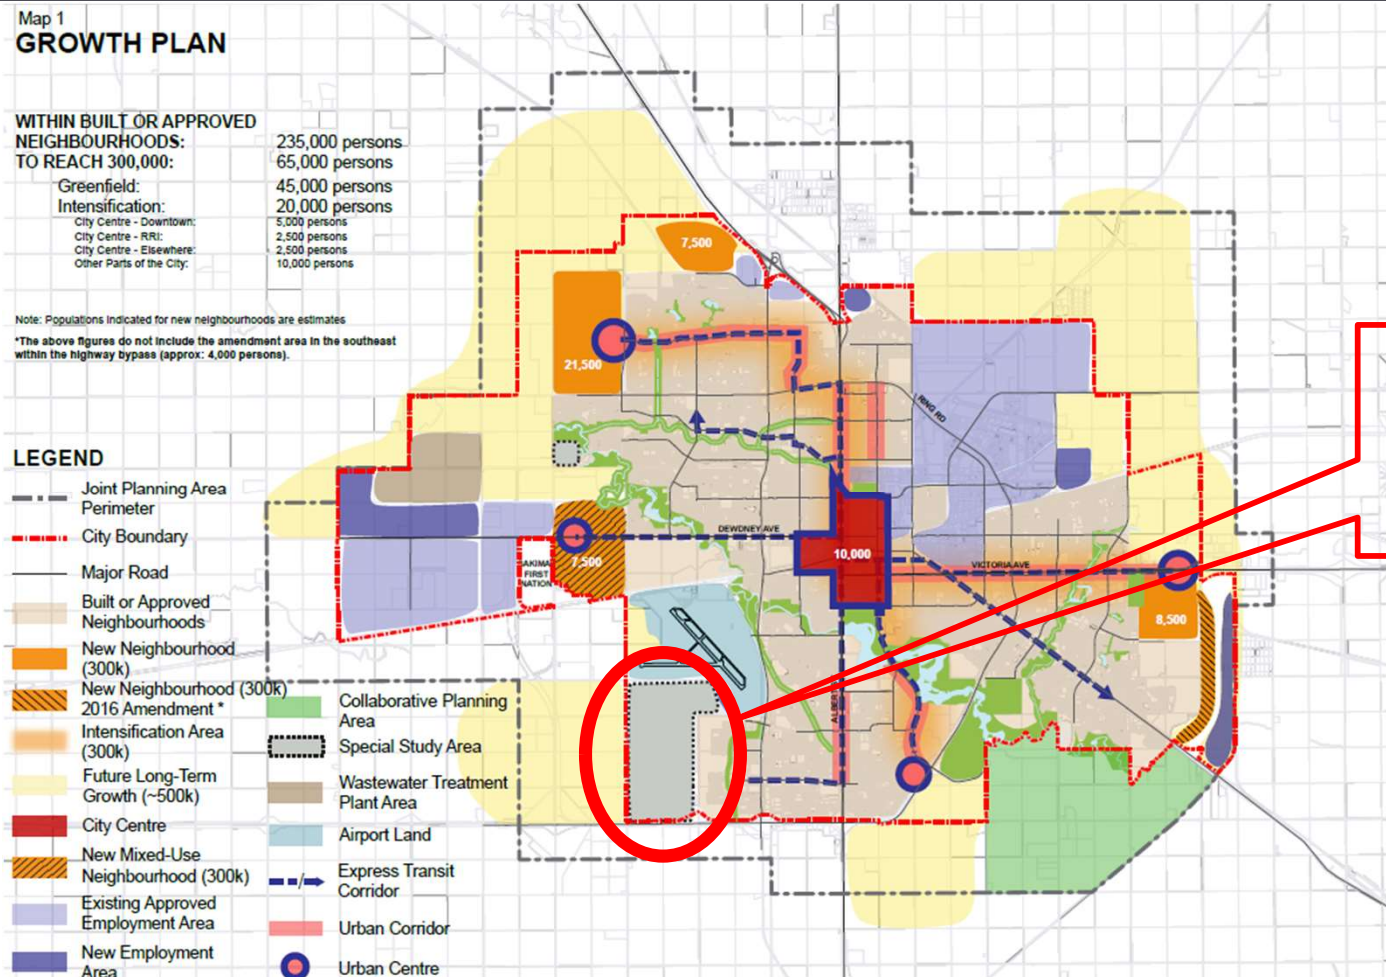 Map 1
GROWTH PLAN
WITHIN BUILT OR APPROVED
NEIGHBOURHOODS: 235,000 persons
TO REACH 300,000: 65,000 persons
Greenfield: 45,000 persons
Intensification: 20,000 persons
City Centre - Downtown: 5,000 persons
City Centre - RRI: 2,500 persons
City Centre - Elsewhere: 2,500 persons
Other Parts of the City: 10,000 persons
Note: Populations indicated for new neighbourhoods are estimates
*The above figures do not include the amendment area in the southeast
within the highway bypass (approx: 4,000 persons).
7,500
21,500
RING RD
DEWDNEY AVE
10,000
VICTORIA AVE
7,500
AKIMA
FIRST
NATION
8,500
ALBERT
LEGEND
Joint Planning Area
Perimeter
City Boundary
Major Road
Built or Approved
Neighbourhoods
New Neighbourhood
(300k)
New Neighbourhood (300k)
2016 Amendment *
Intensification Area
(300k)
Future Long-Term
Growth (~500k)
City Centre
New Mixed-Use
Neighbourhood (300k)
Existing Approved
Employment Area
New Employment
Area
Collaborative Planning
Area
Special Study Area
Wastewater Treatment
Plant Area
Airport Land
Express Transit
Corridor
Urban Corridor
Urban Centre